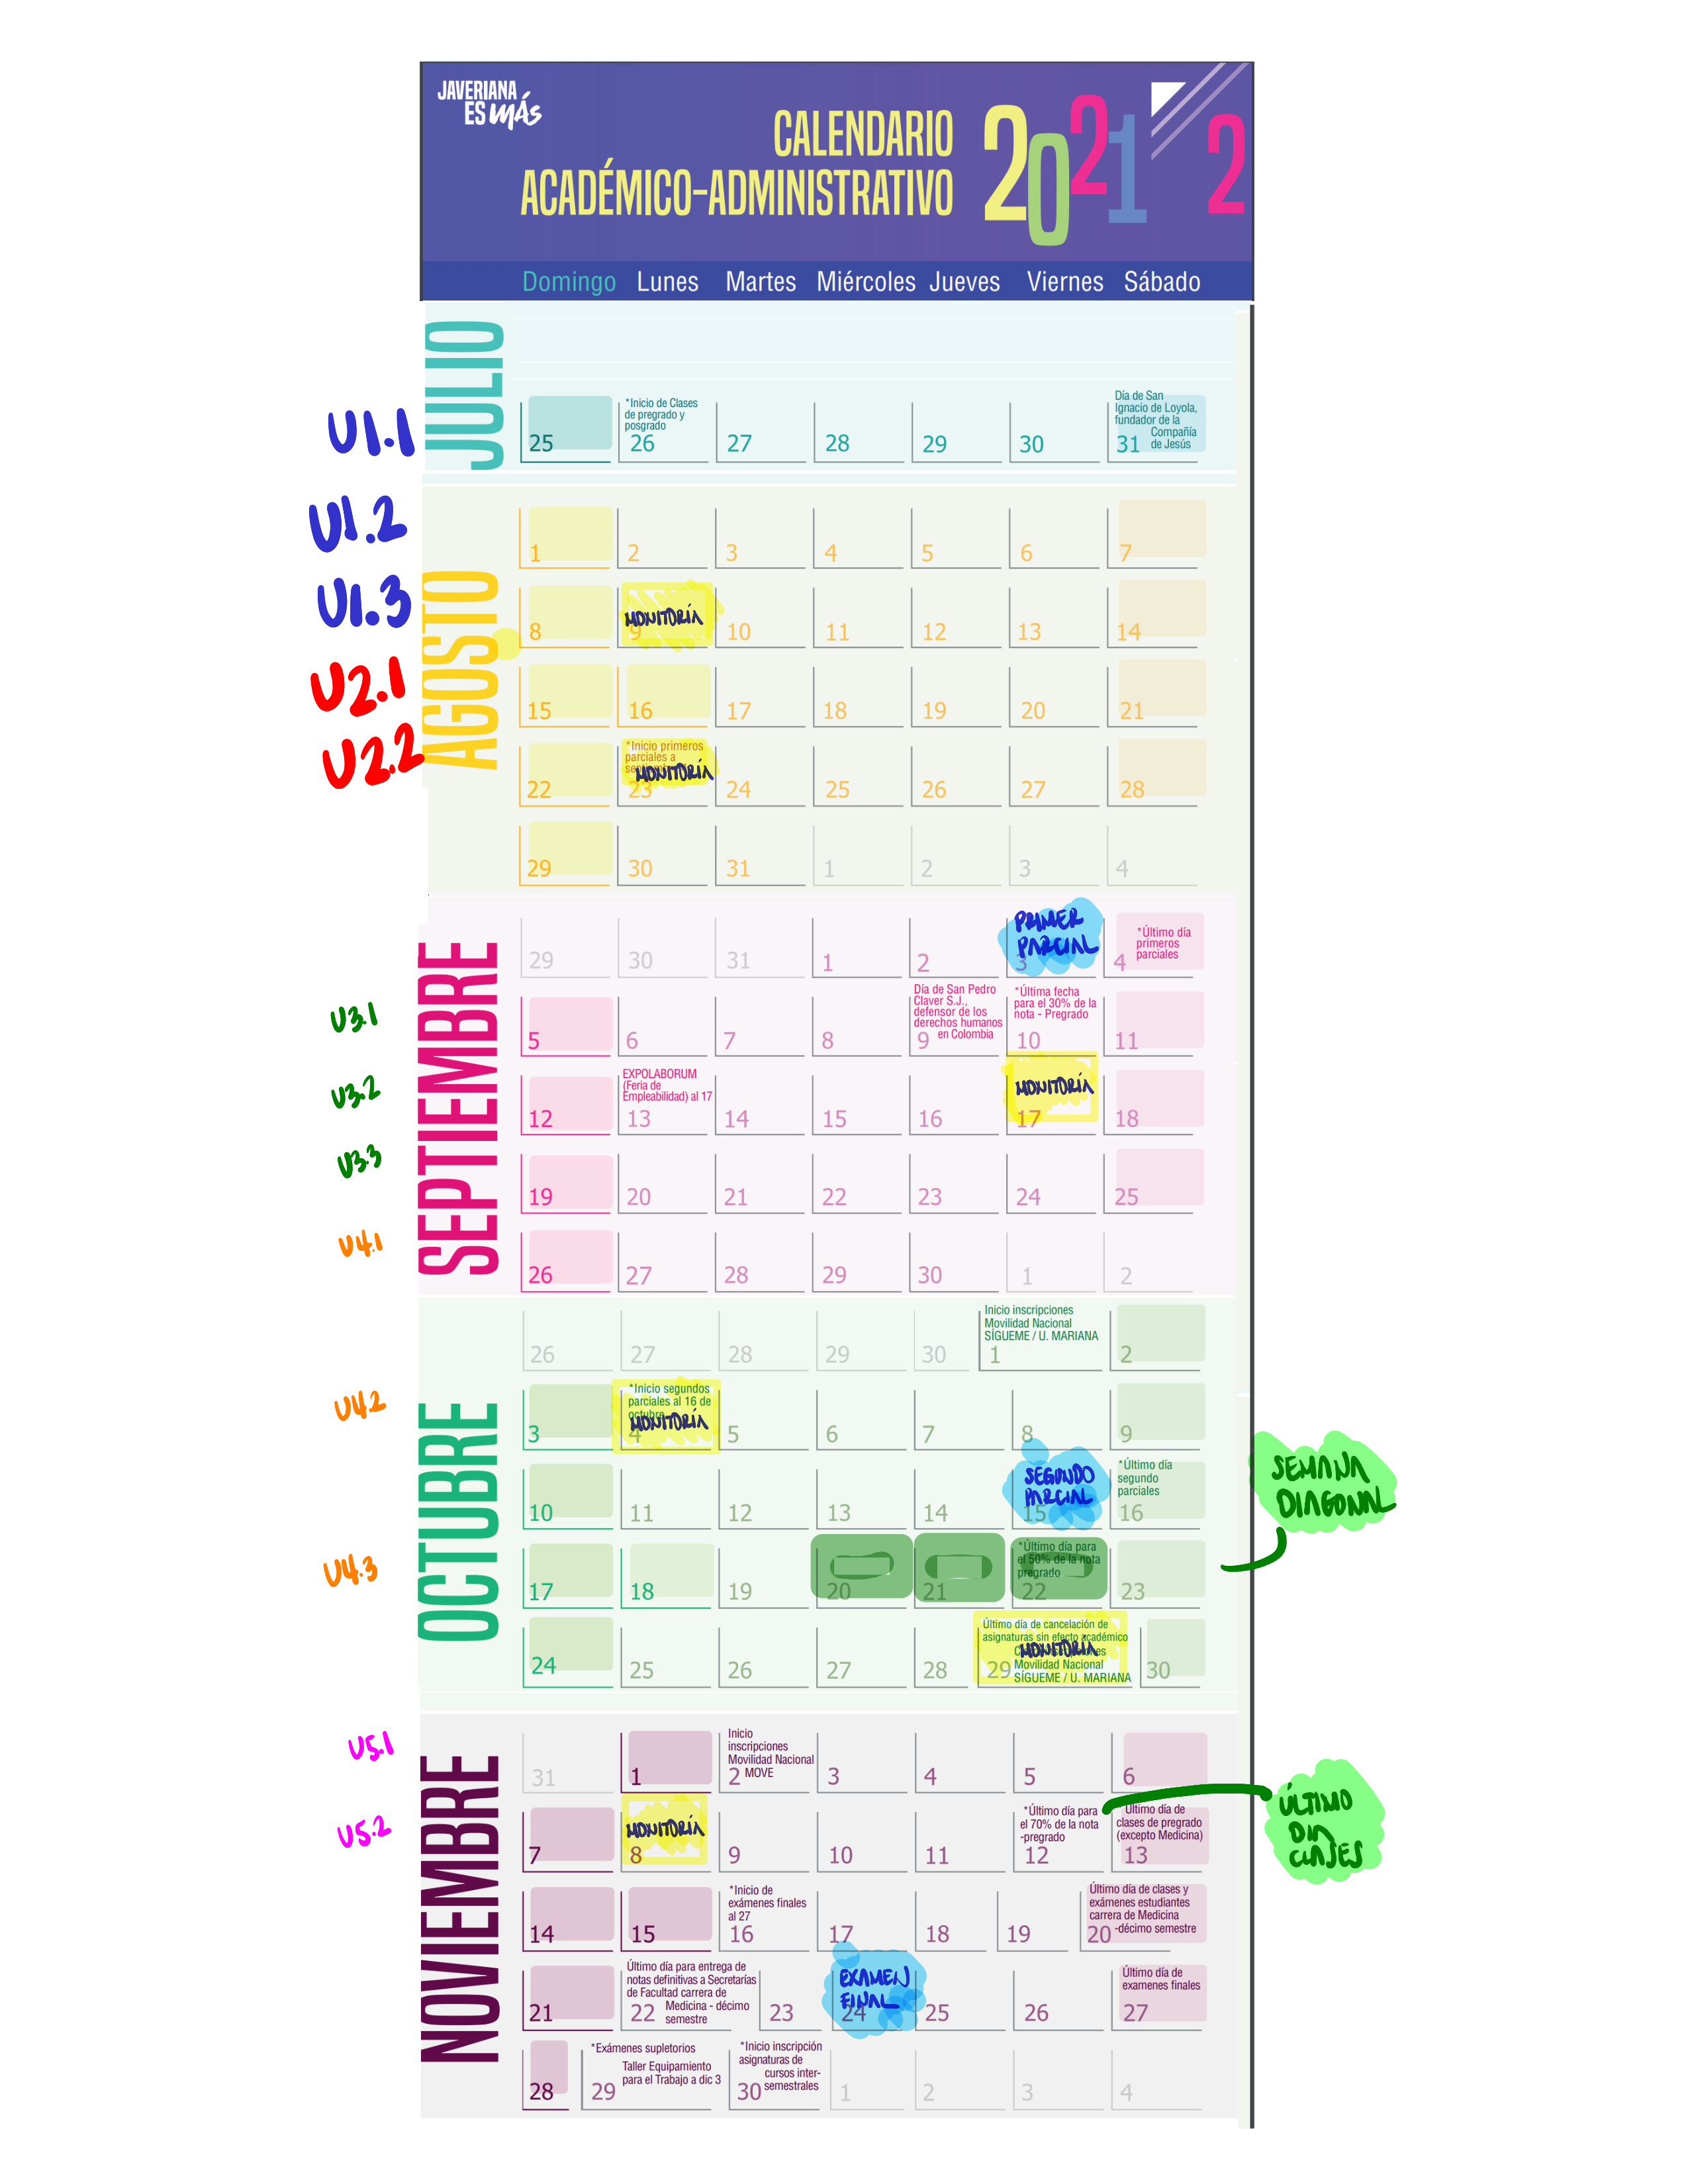 JAVERIANA
ES MÁS
CALENDARIO
ACADÉMICO-ADMINISTRATIVO
2021 2
Domingo Lunes Martes Miércoles Jueves Viernes Sábado
JULIO
U1.1
*Inicio de Clases
de pregrado y
posgrado
Día de San
Ignacio de Loyola,
fundador de la
Compañía
de Jesús
25 26 27 28 29 30 31
AGOSTO
U1.2
1 2 3 4 5 6 7
U1.3
MONITORÍA
8 9 10 11 12 13 14
U2.1
15 16 17 18 19 20 21
U2.2
*Inicio primeros
parciales a
MONITORÍA
22 23 24 25 26 27 28
29 30 31 1 2 3 4
SEPTIEMBRE
PRIMER
PARCIAL
*Último día
primeros
parciales
29 30 31 1 2 3 4
U3.1
Día de San Pedro
Claver S.J.,
defensor de los
derechos humanos
en Colombia
*Última fecha
para el 30% de la
nota - Pregrado
5 6 7 8 9 10 11
U3.2
EXPOLABORUM
(Feria de
Empleabilidad) al 17
MONITORÍA
12 13 14 15 16 17 18
U3.3
19 20 21 22 23 24 25
U4.1
26 27 28 29 30 1 2
OCTUBRE
Inicio inscripciones
Movilidad Nacional
SÍGUEME / U. MARIANA
26 27 28 29 30 1 2
U4.2
*Inicio segundos
parciales al 16 de
octubre
MONITORÍA
3 4 5 6 7 8 9
SEGUNDO
PARCIAL
*Último día
segundo
parciales
10 11 12 13 14 15 16
SEMANA
DIAGONAL
U4.3
*Último día para
el 50% de la nota
pregrado
17 18 19 20 21 22 23
Último día de cancelación de
asignaturas sin efecto académico
MONITORÍA
Movilidad Nacional
SÍGUEME / U. MARIANA
24 25 26 27 28 29 30
NOVIEMBRE
U5.1
Inicio
inscripciones
Movilidad Nacional
MOVE
31 1 2 3 4 5 6
U5.2
MONITORÍA
*Último día para
el 70% de la nota
-pregrado
Último día de
clases de pregrado
(excepto Medicina)
7 8 9 10 11 12 13
ÚLTIMO
DIA
CLASES
*Inicio de
exámenes finales
al 27
Último día de clases y
exámenes estudiantes
carrera de Medicina
-décimo semestre
14 15 16 17 18 19 20
Último día para entrega de
notas definitivas a Secretarías
de Facultad carrera de
Medicina - décimo
semestre
EXAMEN
FINAL
Último día de
examenes finales
21 22 23 24 25 26 27
*Exámenes supletorios
Taller Equipamiento
para el Trabajo a dic 3
*Inicio inscripción
asignaturas de
cursos inter-
semestrales
28 29 30 1 2 3 4